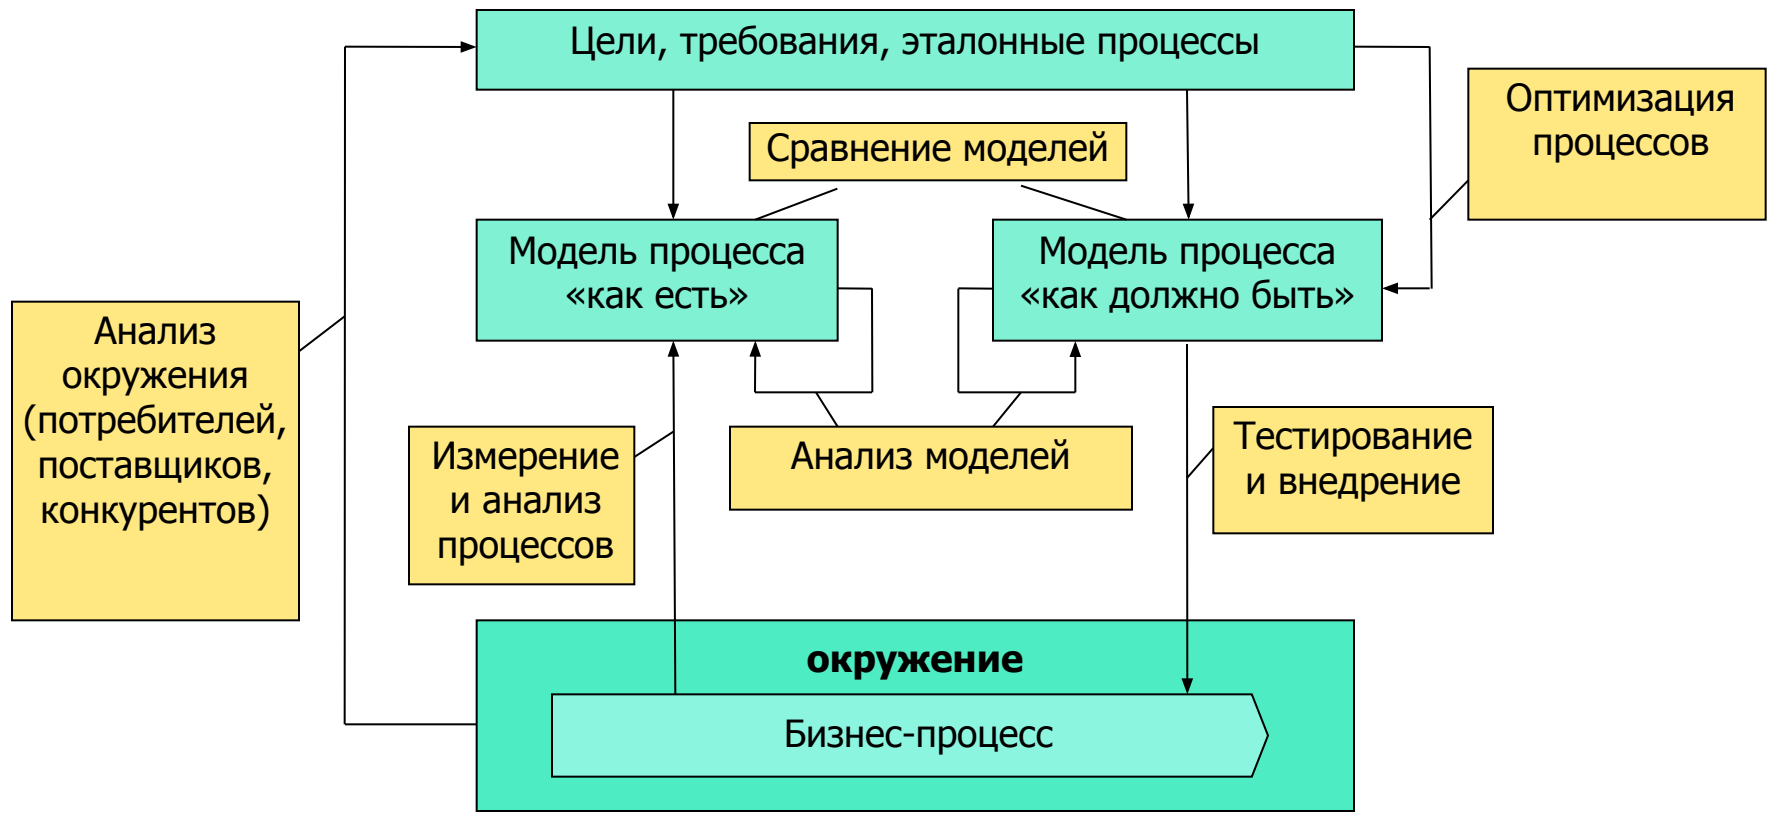 Цели, требования, эталонные процессы
Оптимизация
процессов
Сравнение моделей
Модель процесса
«как есть»
Модель процесса
«как должно быть»
Анализ
окружения
(потребителей,
поставщиков,
конкурентов)
Измерение
и анализ
процессов
Анализ моделей
Тестирование
и внедрение
окружение
Бизнес-процесс